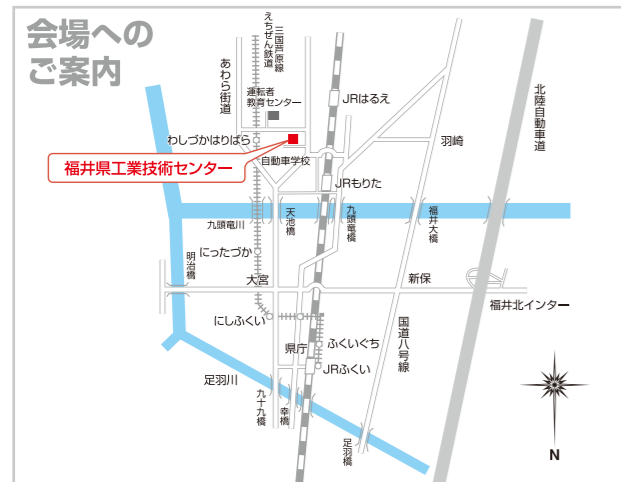 会場への
ご案内
えちぜん鉄道
三国芦原線
あわら街道
運転者
教育センター
JRはるえ
北陸自動車道
わしづかはりばら
羽崎
自動車学校
福井県工業技術センター
JRもりた
九頭竜川
天池橋
九頭竜橋
福井大橋
にったづか
明治橋
大宮
新保
福井北インター
にしふくい
国道八号線
県庁
ふくいぐち
JRふくい
足羽川
九十九橋
幸橋
足羽橋
N